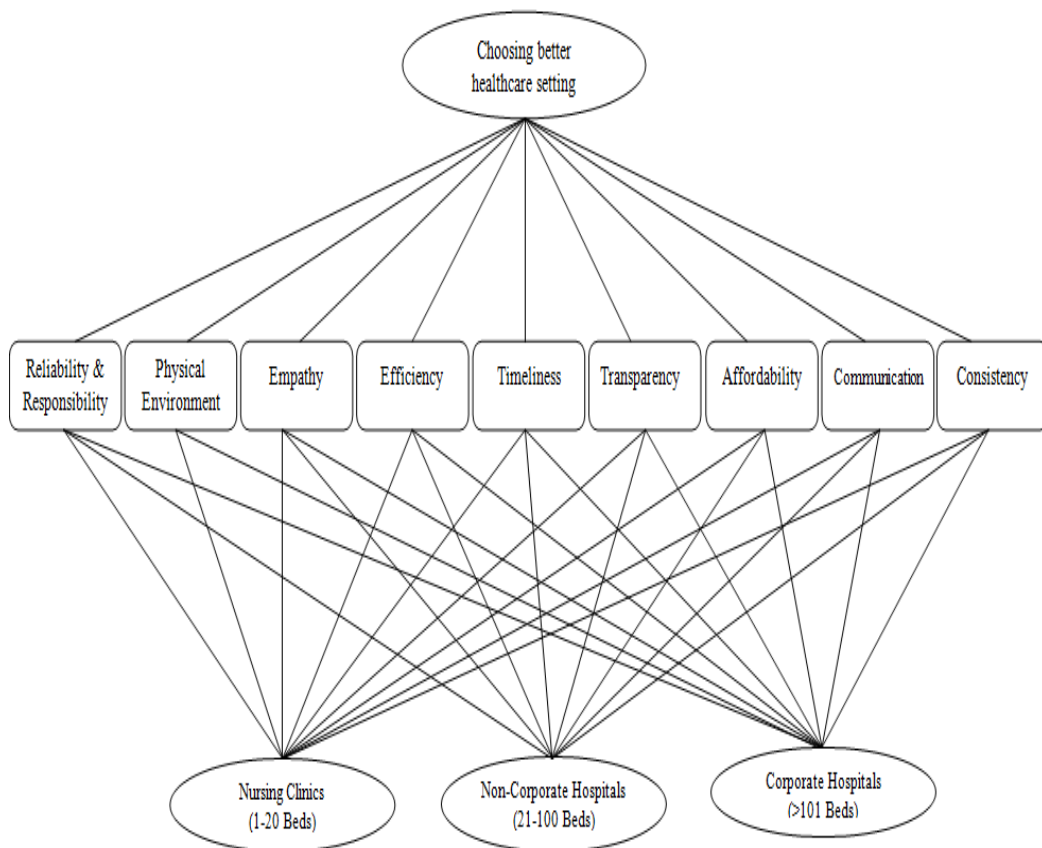 Choosing better
healthcare setting
Reliability &
Responsibility
Physical
Environment
Empathy
Efficiency
Timeliness
Transparency
Affordability
Communication
Consistency
Nursing Clinics
(1-20 Beds)
Non-Corporate Hospitals
(21-100 Beds)
Corporate Hospitals
(>101 Beds)